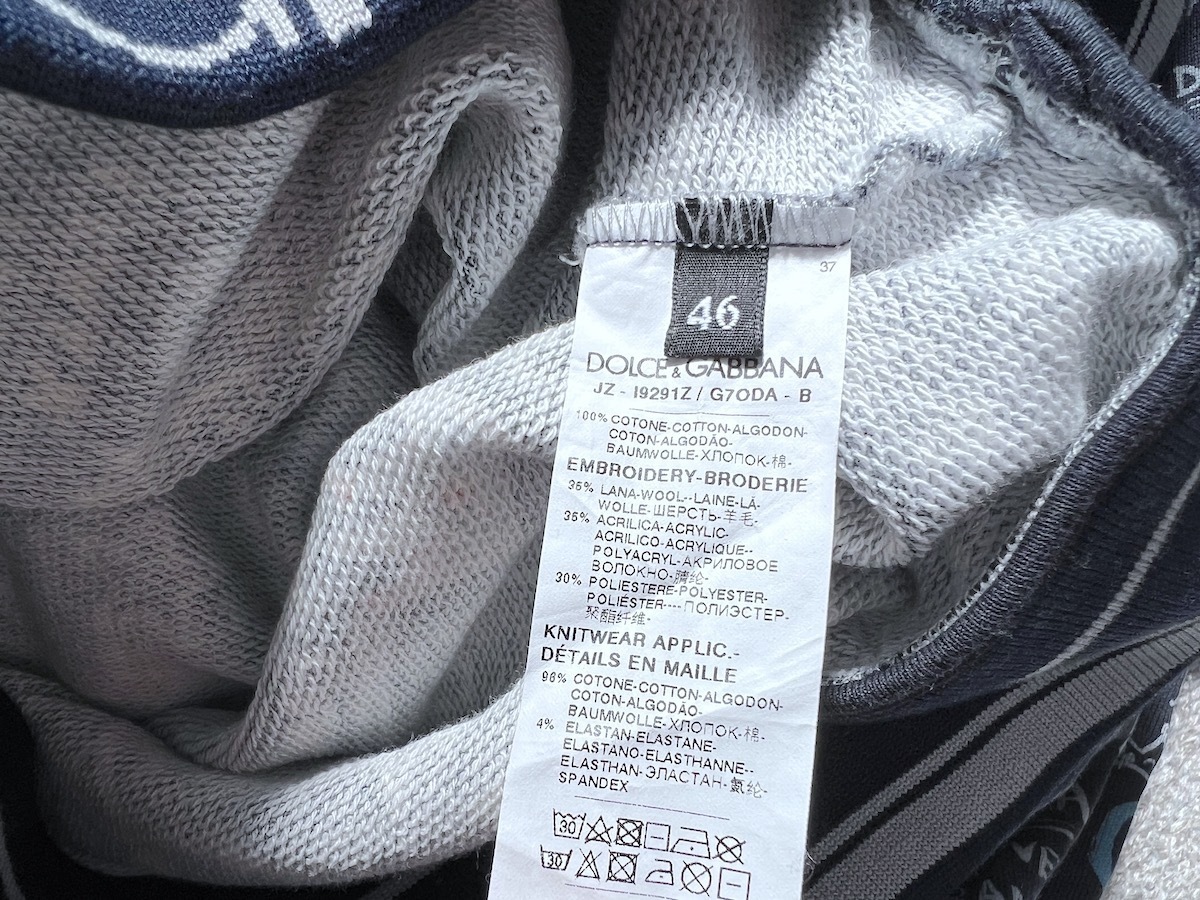 37
46
DOLCE & GABBANA
JZ - I9291Z / G7ODA - B
100% COTONE-COTTON-ALGODON-
COTON-ALGODÃO-
BAUMWOLLE-ХЛОПОК-棉-
EMBROIDERY-BRODERIE
35% LANA-WOOL--LAINE-LÃ-
WOLLE-ШЕРСТЬ-羊毛-
35% ACRILICA-ACRYLIC-
ACRILICO-ACRYLIQUE--
POLYACRYL-АКРИЛОВОЕ
ВОЛОКНО-腈纶-
30% POLIESTERE-POLYESTER-
POLIÉSTER----ПОЛИЭСТЕР-
聚酯纤维-
KNITWEAR APPLIC.-
DÉTAILS EN MAILLE
96% COTONE-COTTON-ALGODON-
COTON-ALGODÃO-
BAUMWOLLE-ХЛОПОК-棉-
4% ELASTAN-ELASTANE-
ELASTANO-ELASTHANNE--
ELASTHAN-ЭЛАСТАН-氨纶-
SPANDEX
30
30